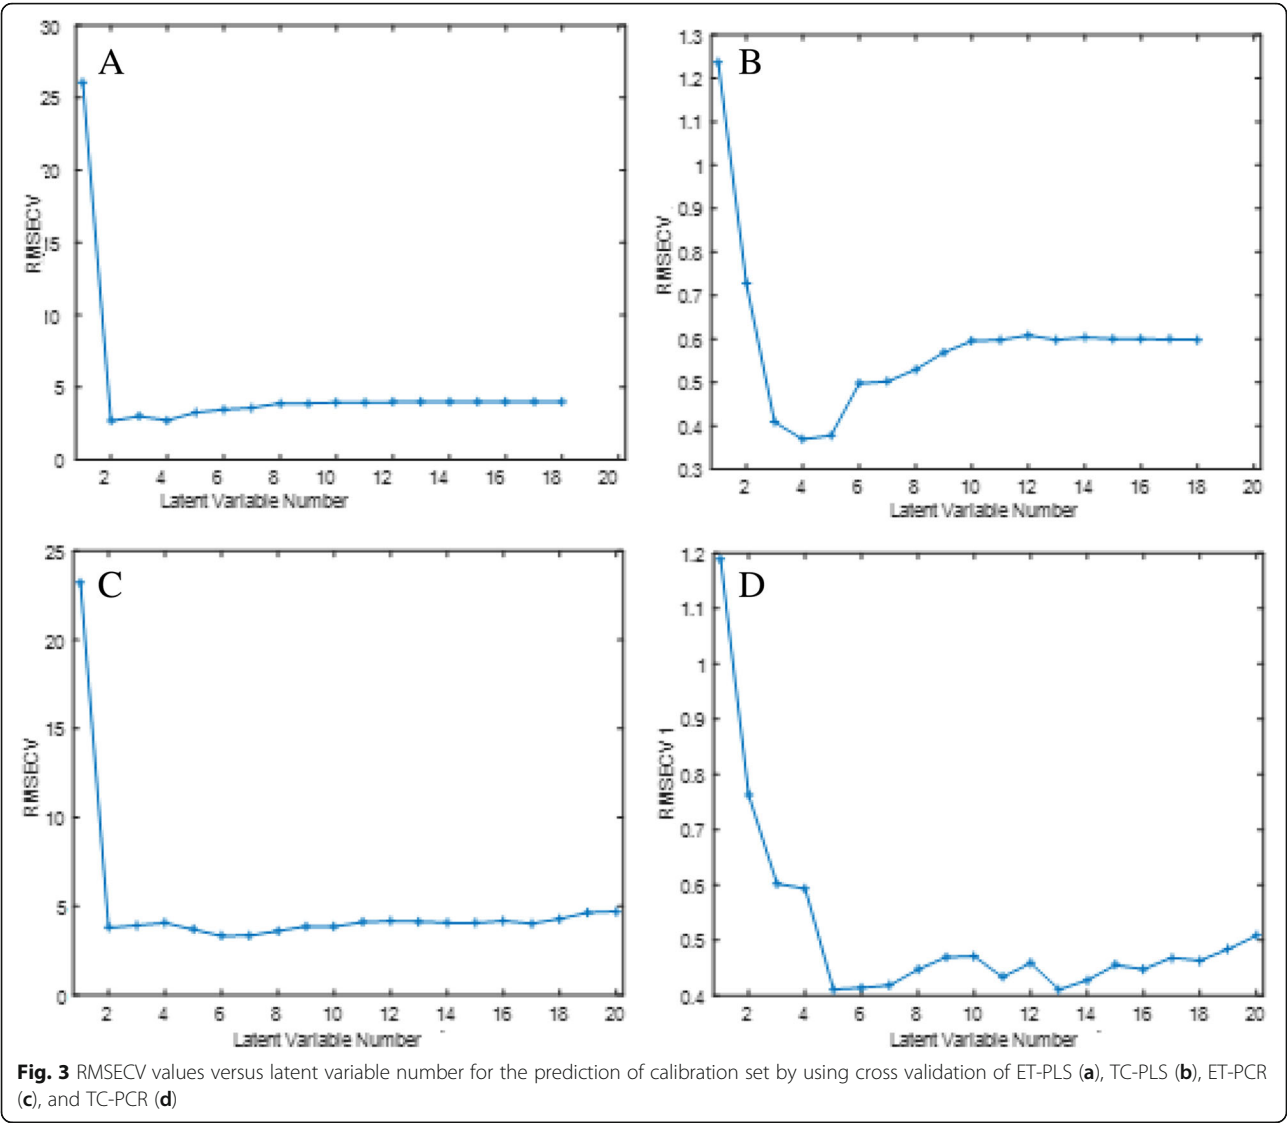 A
30
25
20
15
10
5
0
RMSECV
2 4 6 8 10 12 14 16 18 20
Latent Variable Number
B
1.3
1.2
1.1
1
0.9
0.8
0.7
0.6
0.5
0.4
0.3
RMSECV
2 4 6 8 10 12 14 16 18 20
Latent Variable Number
C
25
20
15
10
5
0
RMSECV
2 4 6 8 10 12 14 16 18 20
Latent Variable Number
D
1.2
1.1
1
0.9
0.8
0.7
0.6
0.5
0.4
RMSECV 1
2 4 6 8 10 12 14 16 18 20
Latent Variable Number
Fig. 3 RMSECV values versus latent variable number for the prediction of calibration set by using cross validation of ET-PLS (a), TC-PLS (b), ET-PCR
(c), and TC-PCR (d)